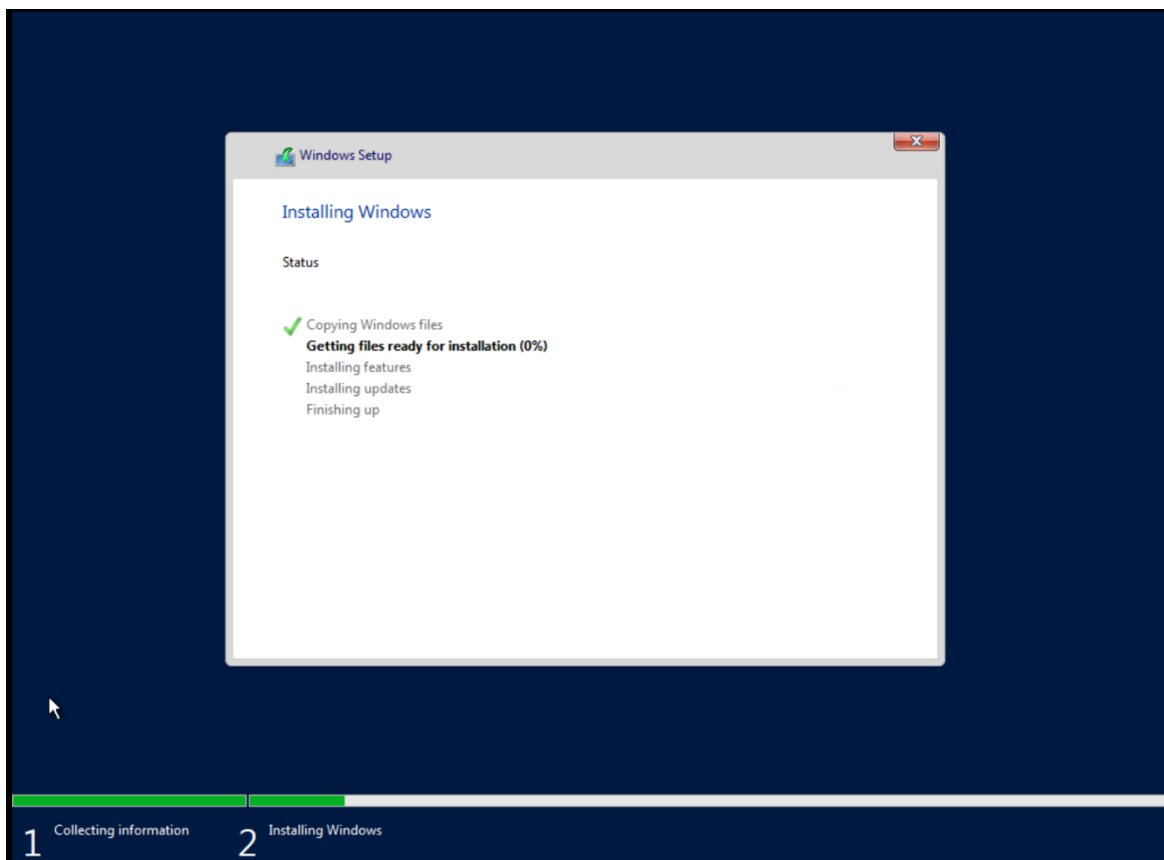 Windows Setup
Installing Windows
Status
Copying Windows files
Getting files ready for installation (0%)
Installing features
Installing updates
Finishing up
1 Collecting information 2 Installing Windows